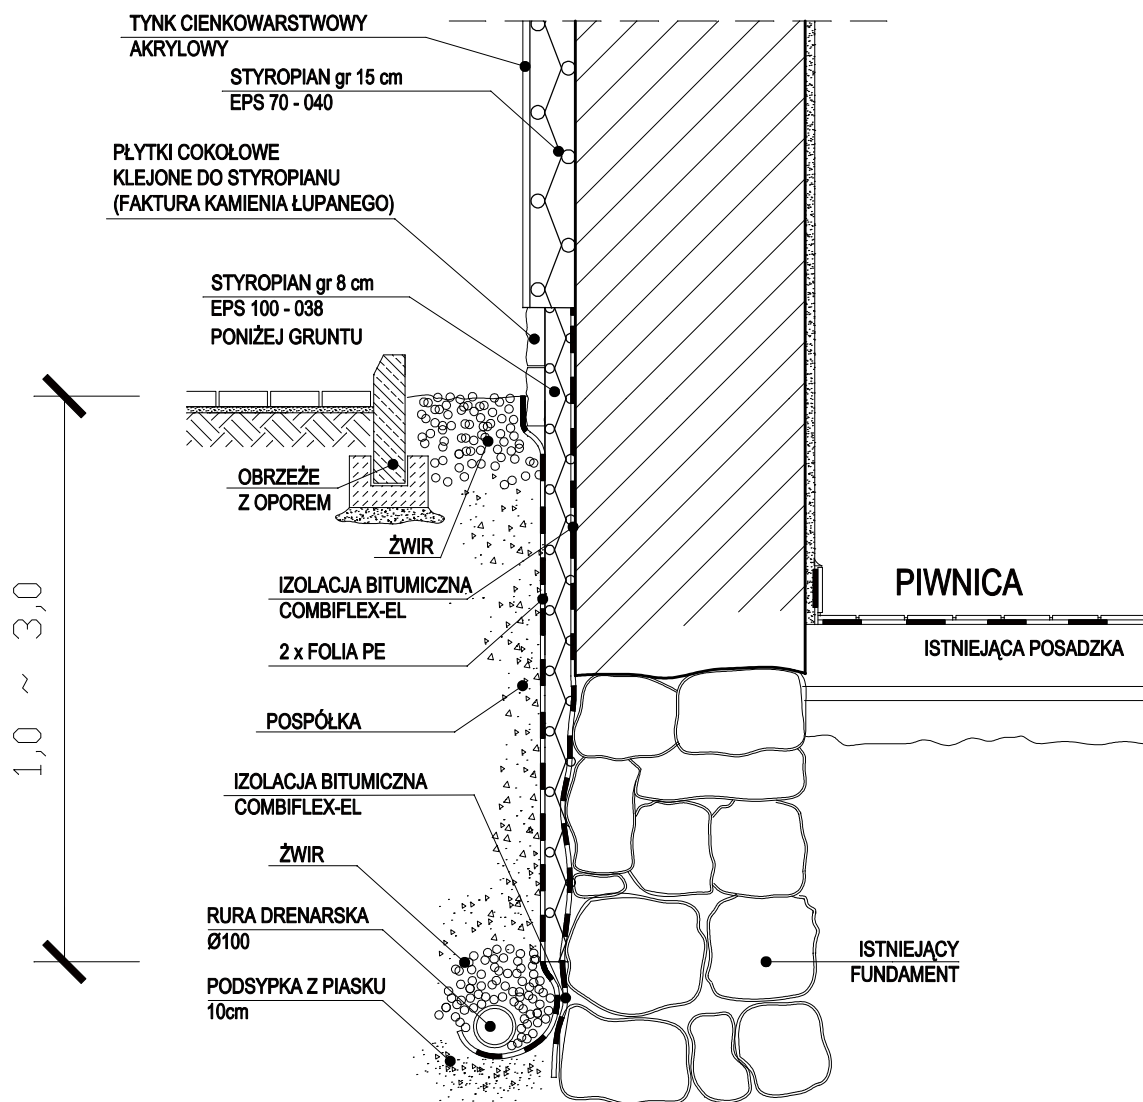 TYNK CIENKOWARSTWOWY
AKRYLOWY
STYROPIAN gr 15 cm
EPS 70 - 040
PŁYTKI COKOŁOWE
KLEJONE DO STYROPIANU
(FAKTURA KAMIENIA ŁUPANEGO)
STYROPIAN gr 8 cm
EPS 100 - 038
PONIŻEJ GRUNTU
OBRZEŻE
Z OPOREM
ŻWIR
IZOLACJA BITUMICZNA
COMBIFLEX-EL
2 x FOLIA PE
POSPÓŁKA
IZOLACJA BITUMICZNA
COMBIFLEX-EL
ŻWIR
RURA DRENARSKA
Ø100
PODSYPKA Z PIASKU
10cm
1,0 ~ 3,0
PIWNICA
ISTNIEJĄCA POSADZKA
ISTNIEJĄCY
FUNDAMENT